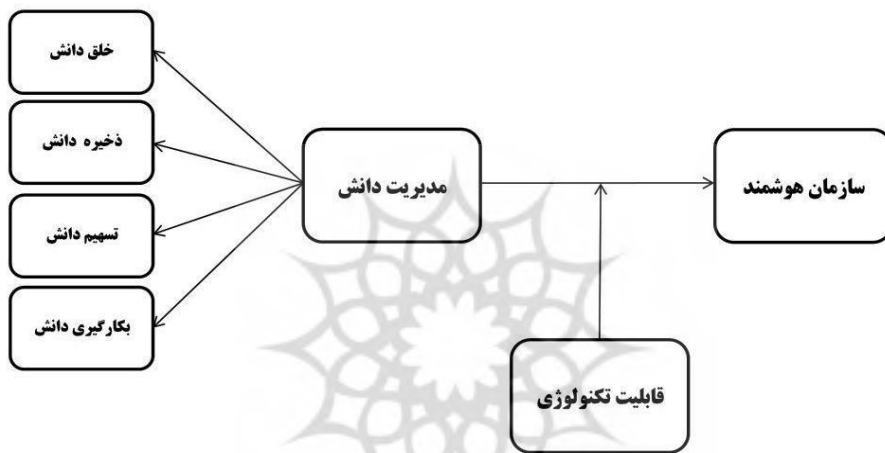 خلق دانش
ذخیره دانش
تسهیم دانش
بکارگیری دانش
مدیریت دانش
سازمان هوشمند
قابلیت تکنولوژی